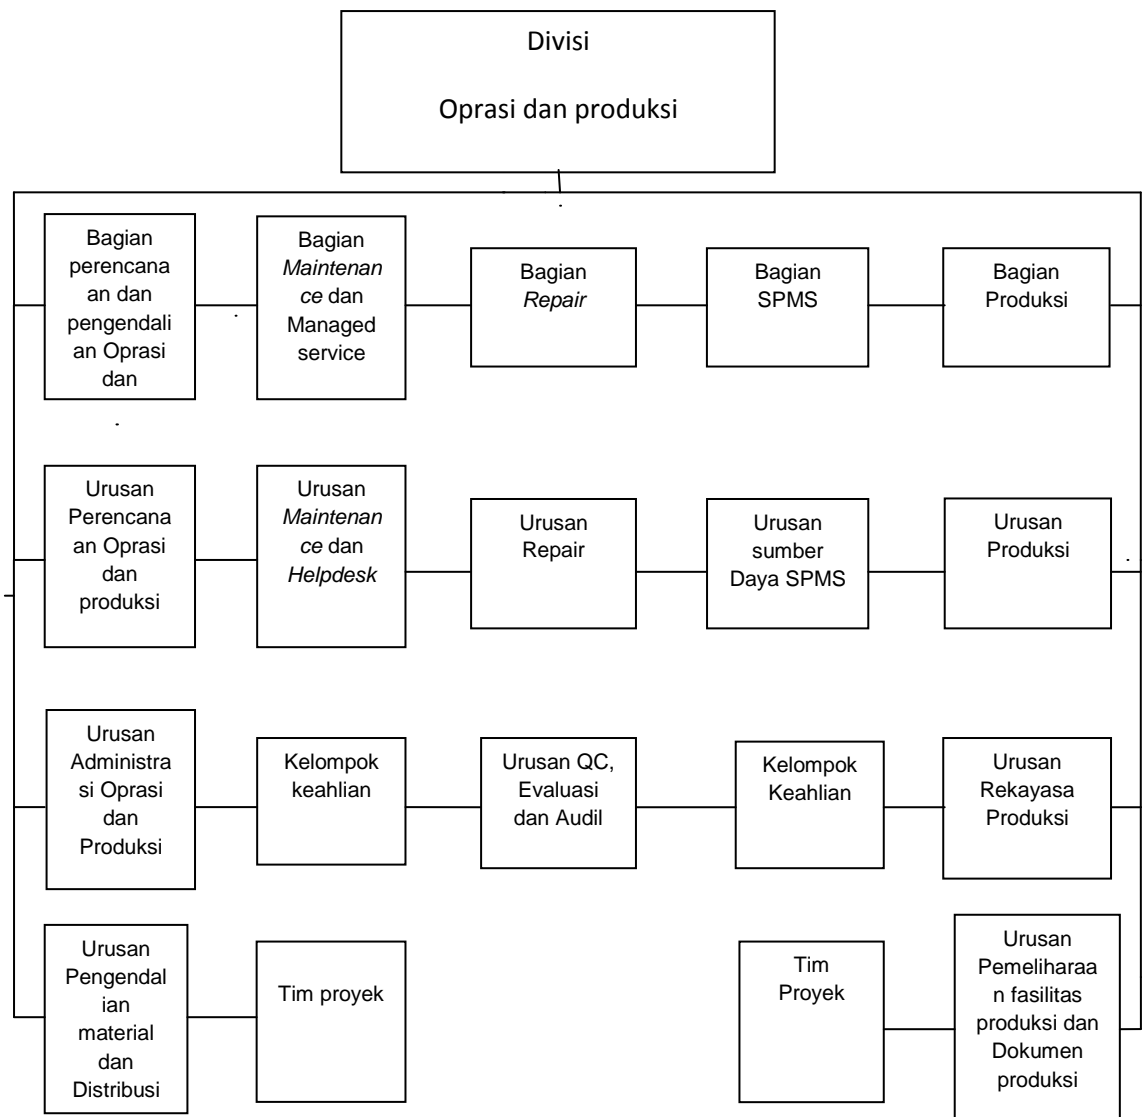 Divisi
Oprasi dan produksi
Bagian
perencana
an dan
pengendali
an Oprasi
dan
Bagian
Maintenan
ce dan
Managed
service
Bagian
Repair
Bagian
SPMS
Bagian
Produksi
Urusan
Perencana
an Oprasi
dan
produksi
Urusan
Maintenan
ce dan
Helpdesk
Urusan
Repair
Urusan
sumber
Daya SPMS
Urusan
Produksi
Urusan
Administra
si Oprasi
dan
Produksi
Kelompok
keahlian
Urusan QC,
Evaluasi
dan Audil
Kelompok
Keahlian
Urusan
Rekayasa
Produksi
Urusan
Pengendal
ian
material
dan
Distribusi
Tim proyek
Tim
Proyek
Urusan
Pemeliharaa
n fasilitas
produksi dan
Dokumen
produksi